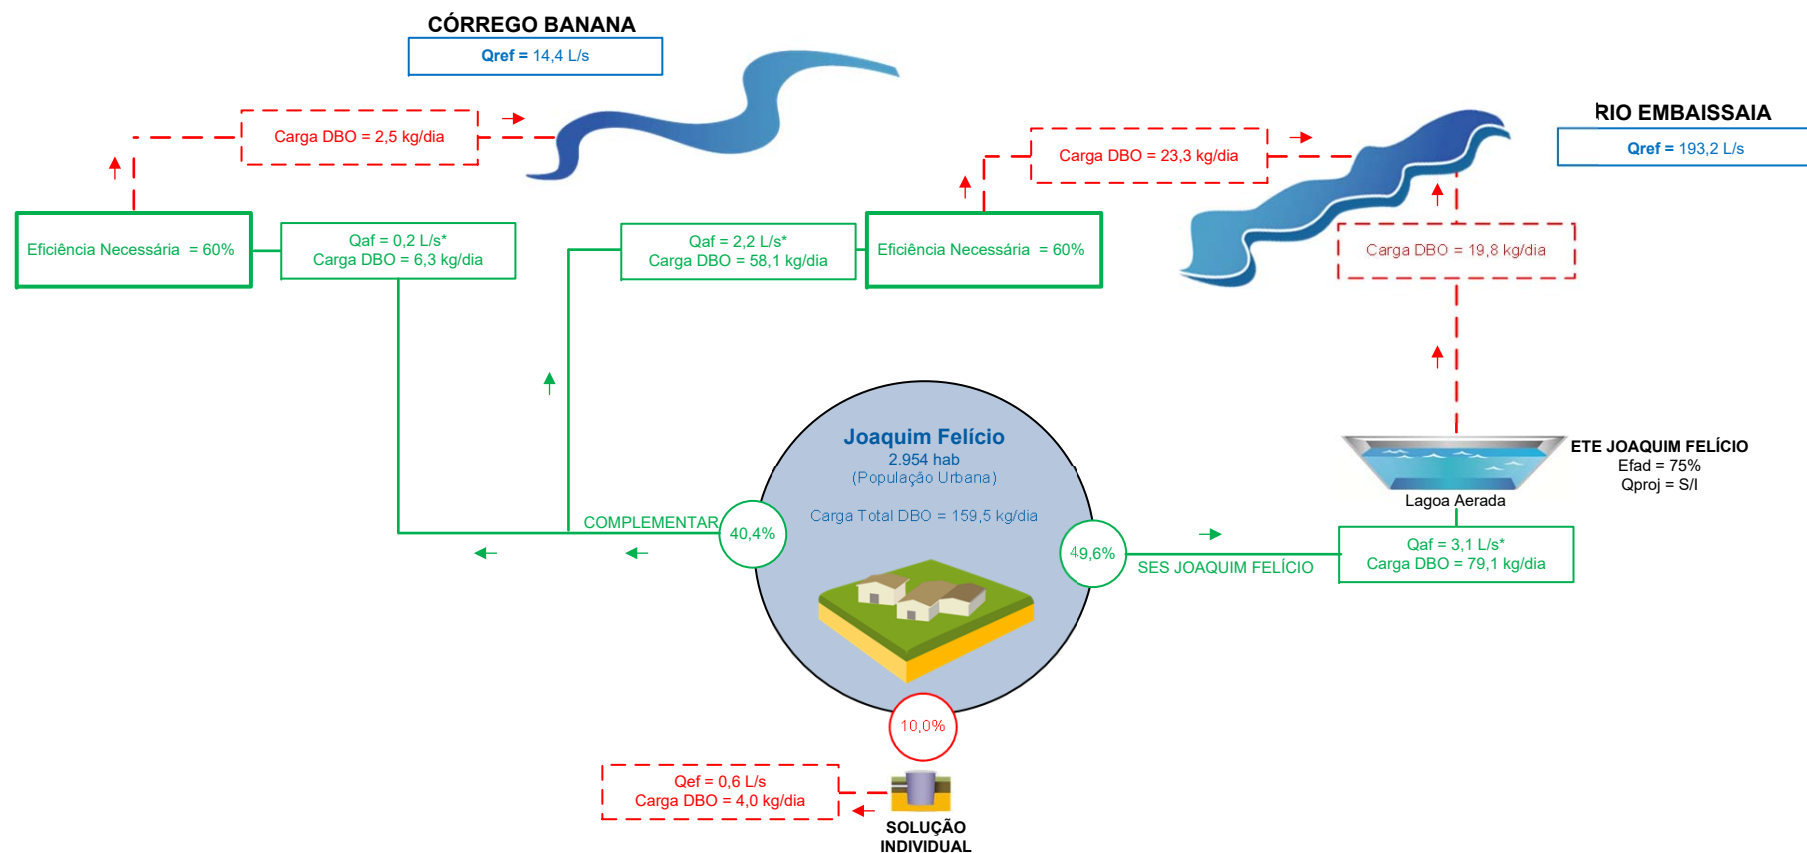 CÓRREGO BANANA
Qref = 14,4 L/s
Carga DBO = 2,5 kg/dia
RIO EMBAISSAIA
Qref = 193,2 L/s
Carga DBO = 23,3 kg/dia
Eficiência Necessária = 60%
Qaf = 0,2 L/s*
Carga DBO = 6,3 kg/dia
Qaf = 2,2 L/s*
Carga DBO = 58,1 kg/dia
Eficiência Necessária = 60%
Carga DBO = 19,8 kg/dia
Joaquim Felício
2.954 hab
(População Urbana)
Carga Total DBO = 159,5 kg/dia
ETE JOAQUIM FELÍCIO
Efad = 75%
Qproj = S/I
Lagoa Aerada
COMPLEMENTAR
40,4%
49,6%
SES JOAQUIM FELÍCIO
Qaf = 3,1 L/s*
Carga DBO = 79,1 kg/dia
10,0%
Qef = 0,6 L/s
Carga DBO = 4,0 kg/dia
SOLUÇÃO
INDIVIDUAL